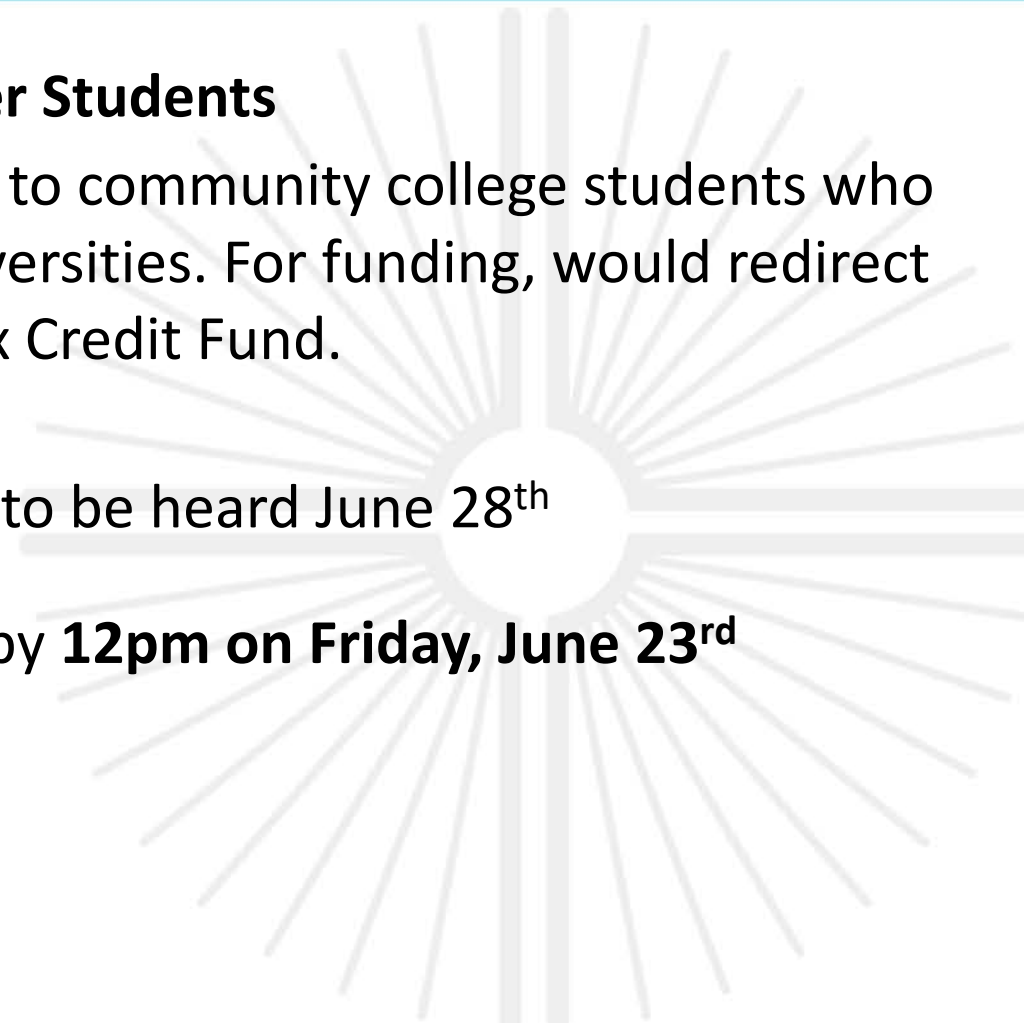 er Students
to community college students who
versities. For funding, would redirect
x Credit Fund.
to be heard June 28th
by 12pm on Friday, June 23rd